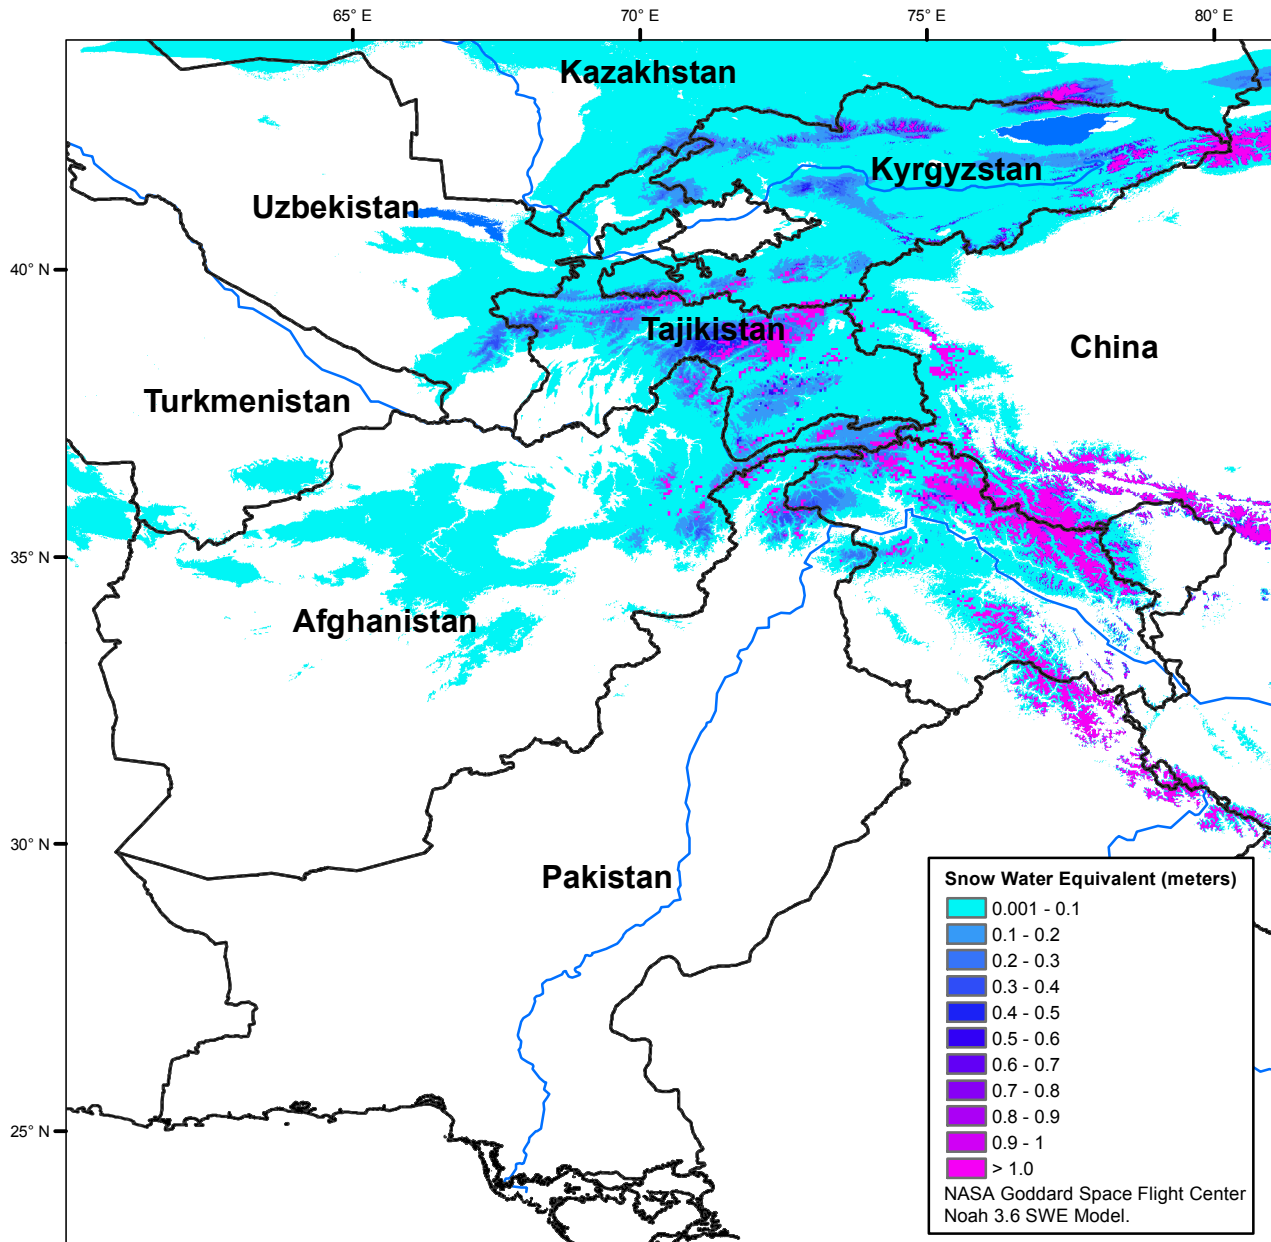 65° E
70° E
75° E
80° E
Kazakhstan
Kyrgyzstan
Uzbekistan
40° N
Tajikistan
China
Turkmenistan
35° N
Afghanistan
30° N
Pakistan
Snow Water Equivalent (meters)
0.001 - 0.1
0.1 - 0.2
0.2 - 0.3
0.3 - 0.4
0.4 - 0.5
0.5 - 0.6
0.6 - 0.7
0.7 - 0.8
0.8 - 0.9
0.9 - 1
> 1.0
NASA Goddard Space Flight Center
Noah 3.6 SWE Model.
25° N